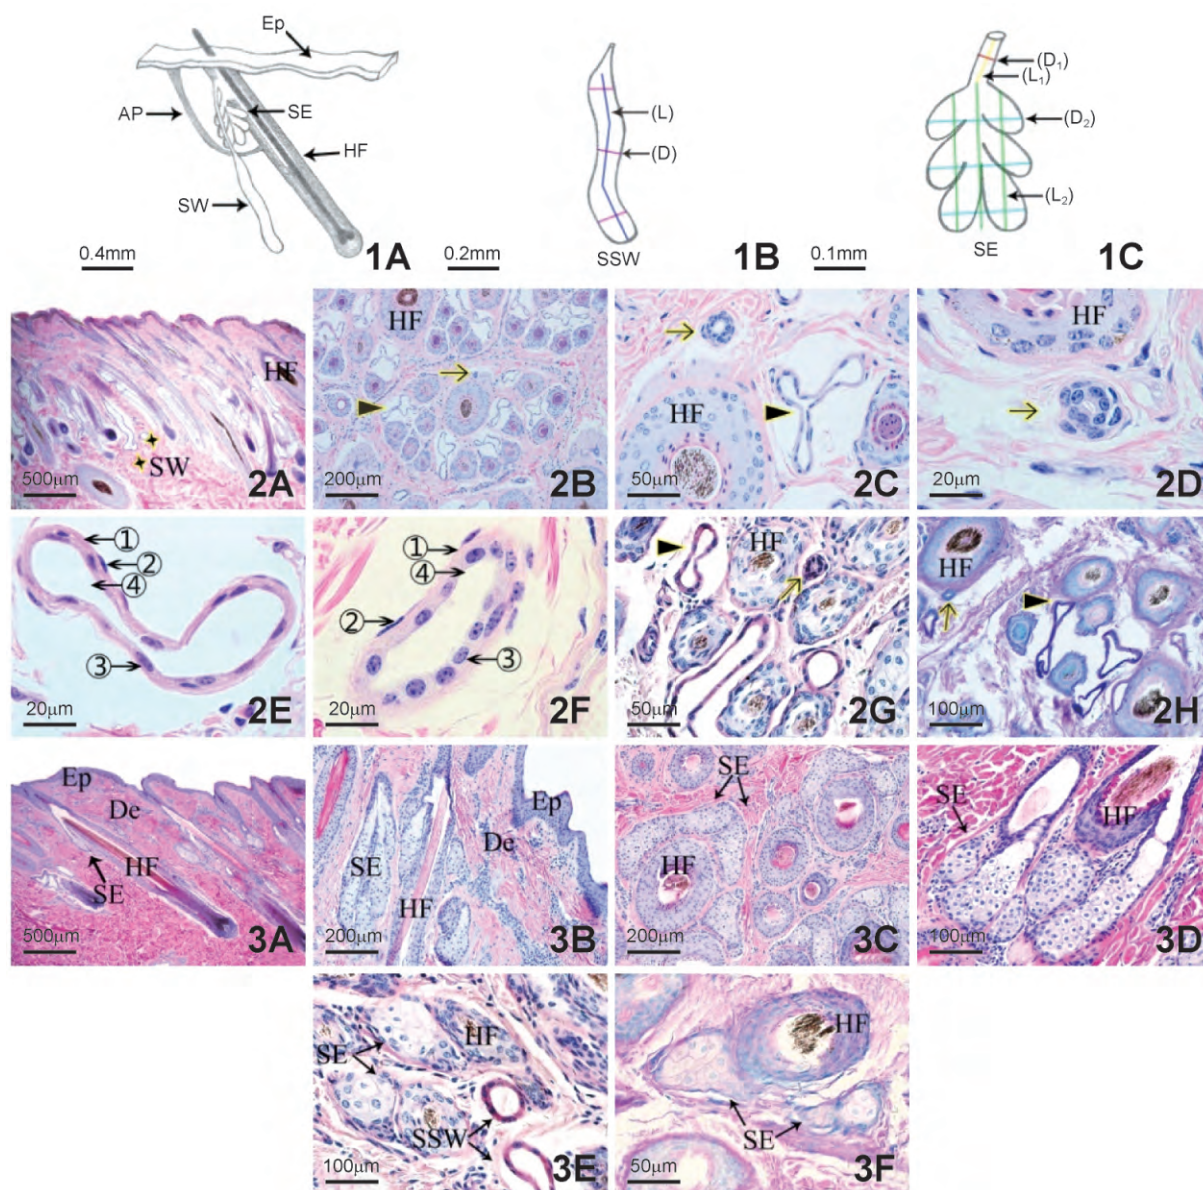 Ep
AP
SE
HF
SW
0.4mm
1A
(L)
(D)
SSW
0.2mm
1B
(D1)
(L1)
(D2)
(L2)
SE
0.1mm
1C
HF
SW
500μm
2A
HF
200μm
2B
HF
50μm
2C
HF
20μm
2D
①
②
④
③
20μm
2E
①
④
②
③
20μm
2F
HF
50μm
2G
HF
100μm
2H
Ep
De
HF
SE
500μm
3A
Ep
SE
De
HF
200μm
3B
SE
HF
200μm
3C
SE
HF
100μm
3D
HF
SE
SSW
100μm
3E
HF
SE
50μm
3F